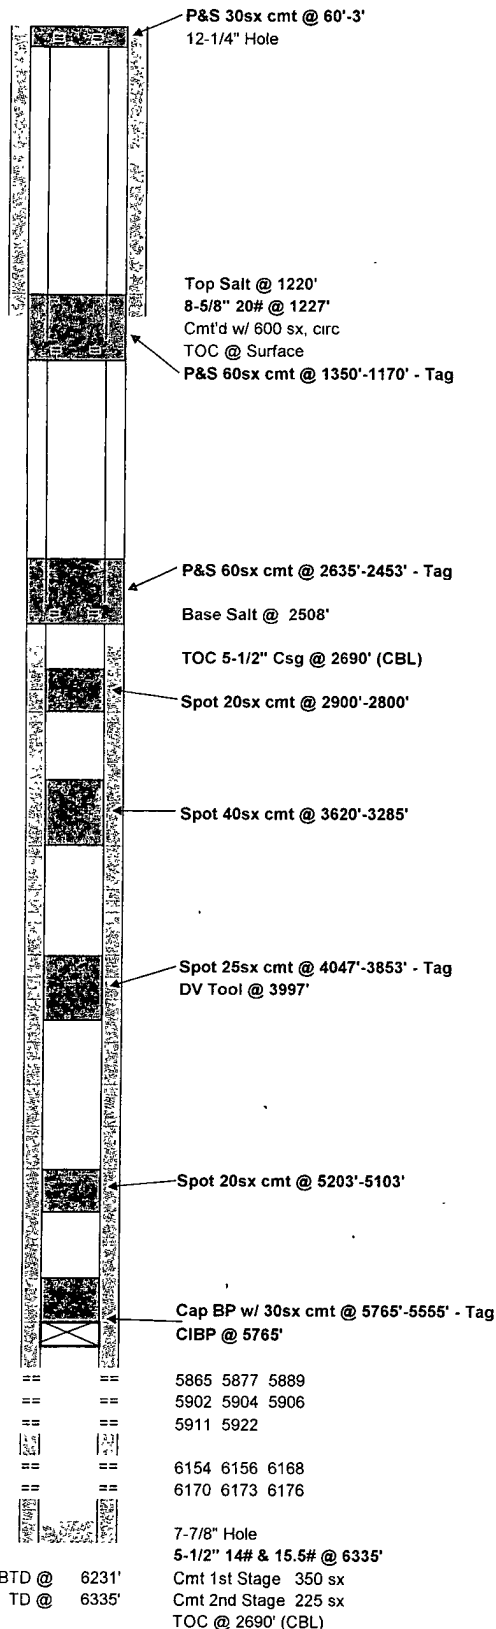 P&S 30sx cmt @ 60'-3'
12-1/4" Hole
Top Salt @ 1220'
8-5/8" 20# @ 1227'
Cmt'd w/ 600 sx, circ
TOC @ Surface
P&S 60sx cmt @ 1350'-1170' - Tag
P&S 60sx cmt @ 2635'-2453' - Tag
Base Salt @ 2508'
TOC 5-1/2" Csg @ 2690' (CBL)
Spot 20sx cmt @ 2900'-2800'
Spot 40sx cmt @ 3620'-3285'
Spot 25sx cmt @ 4047'-3853' - Tag
DV Tool @ 3997'
Spot 20sx cmt @ 5203'-5103'
Cap BP w/ 30sx cmt @ 5765'-5555' - Tag
CIBP @ 5765'
== == 5865 5877 5889
== == 5902 5904 5906
== == 5911 5922
== == 6154 6156 6168
== == 6170 6173 6176
7-7/8" Hole
5-1/2" 14# & 15.5# @ 6335'
BTD @ 6231' Cmt 1st Stage 350 sx
TD @ 6335' Cmt 2nd Stage 225 sx
TOC @ 2690' (CBL)